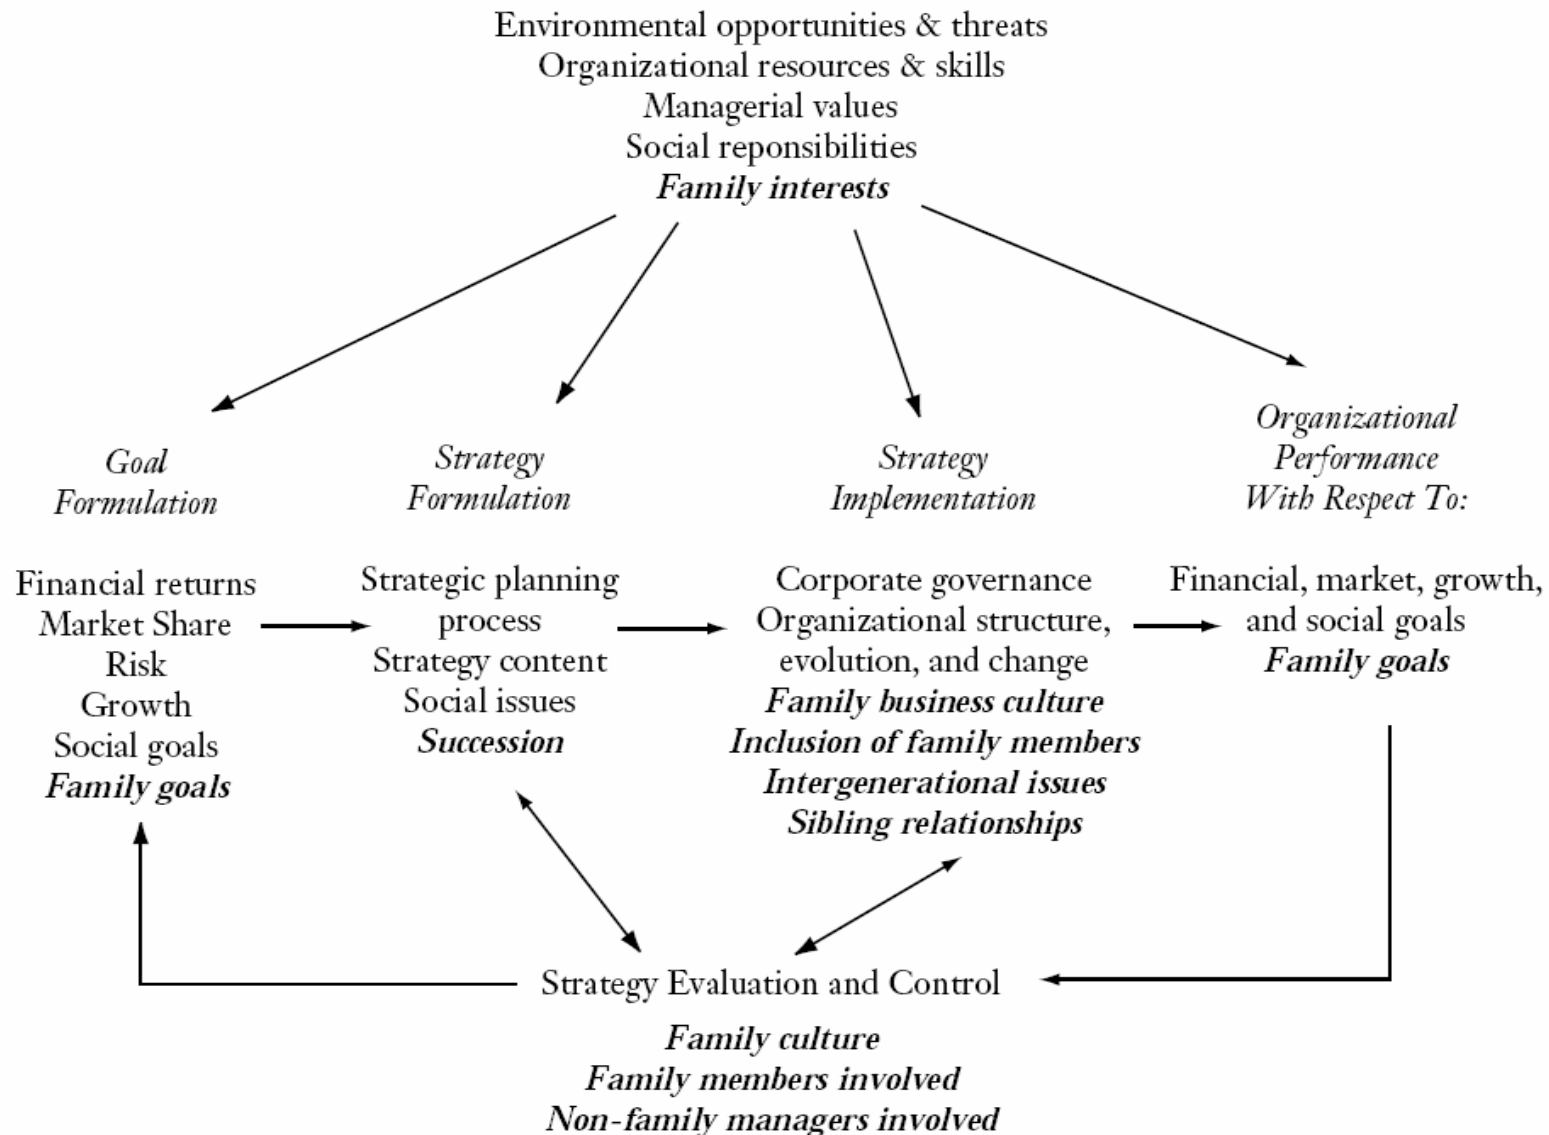 Environmental opportunities & threats
Organizational resources & skills
Managerial values
Social reponsibilities
Family interests
Goal
Formulation
Strategy
Formulation
Strategy
Implementation
Organizational
Performance
With Respect To:
Financial returns
Market Share
Risk
Growth
Social goals
Family goals
Strategic planning
process
Strategy content
Social issues
Succession
Corporate governance
Organizational structure,
evolution, and change
Family business culture
Inclusion of family members
Intergenerational issues
Sibling relationships
Financial, market, growth,
and social goals
Family goals
Strategy Evaluation and Control
Family culture
Family members involved
Non-family managers involved